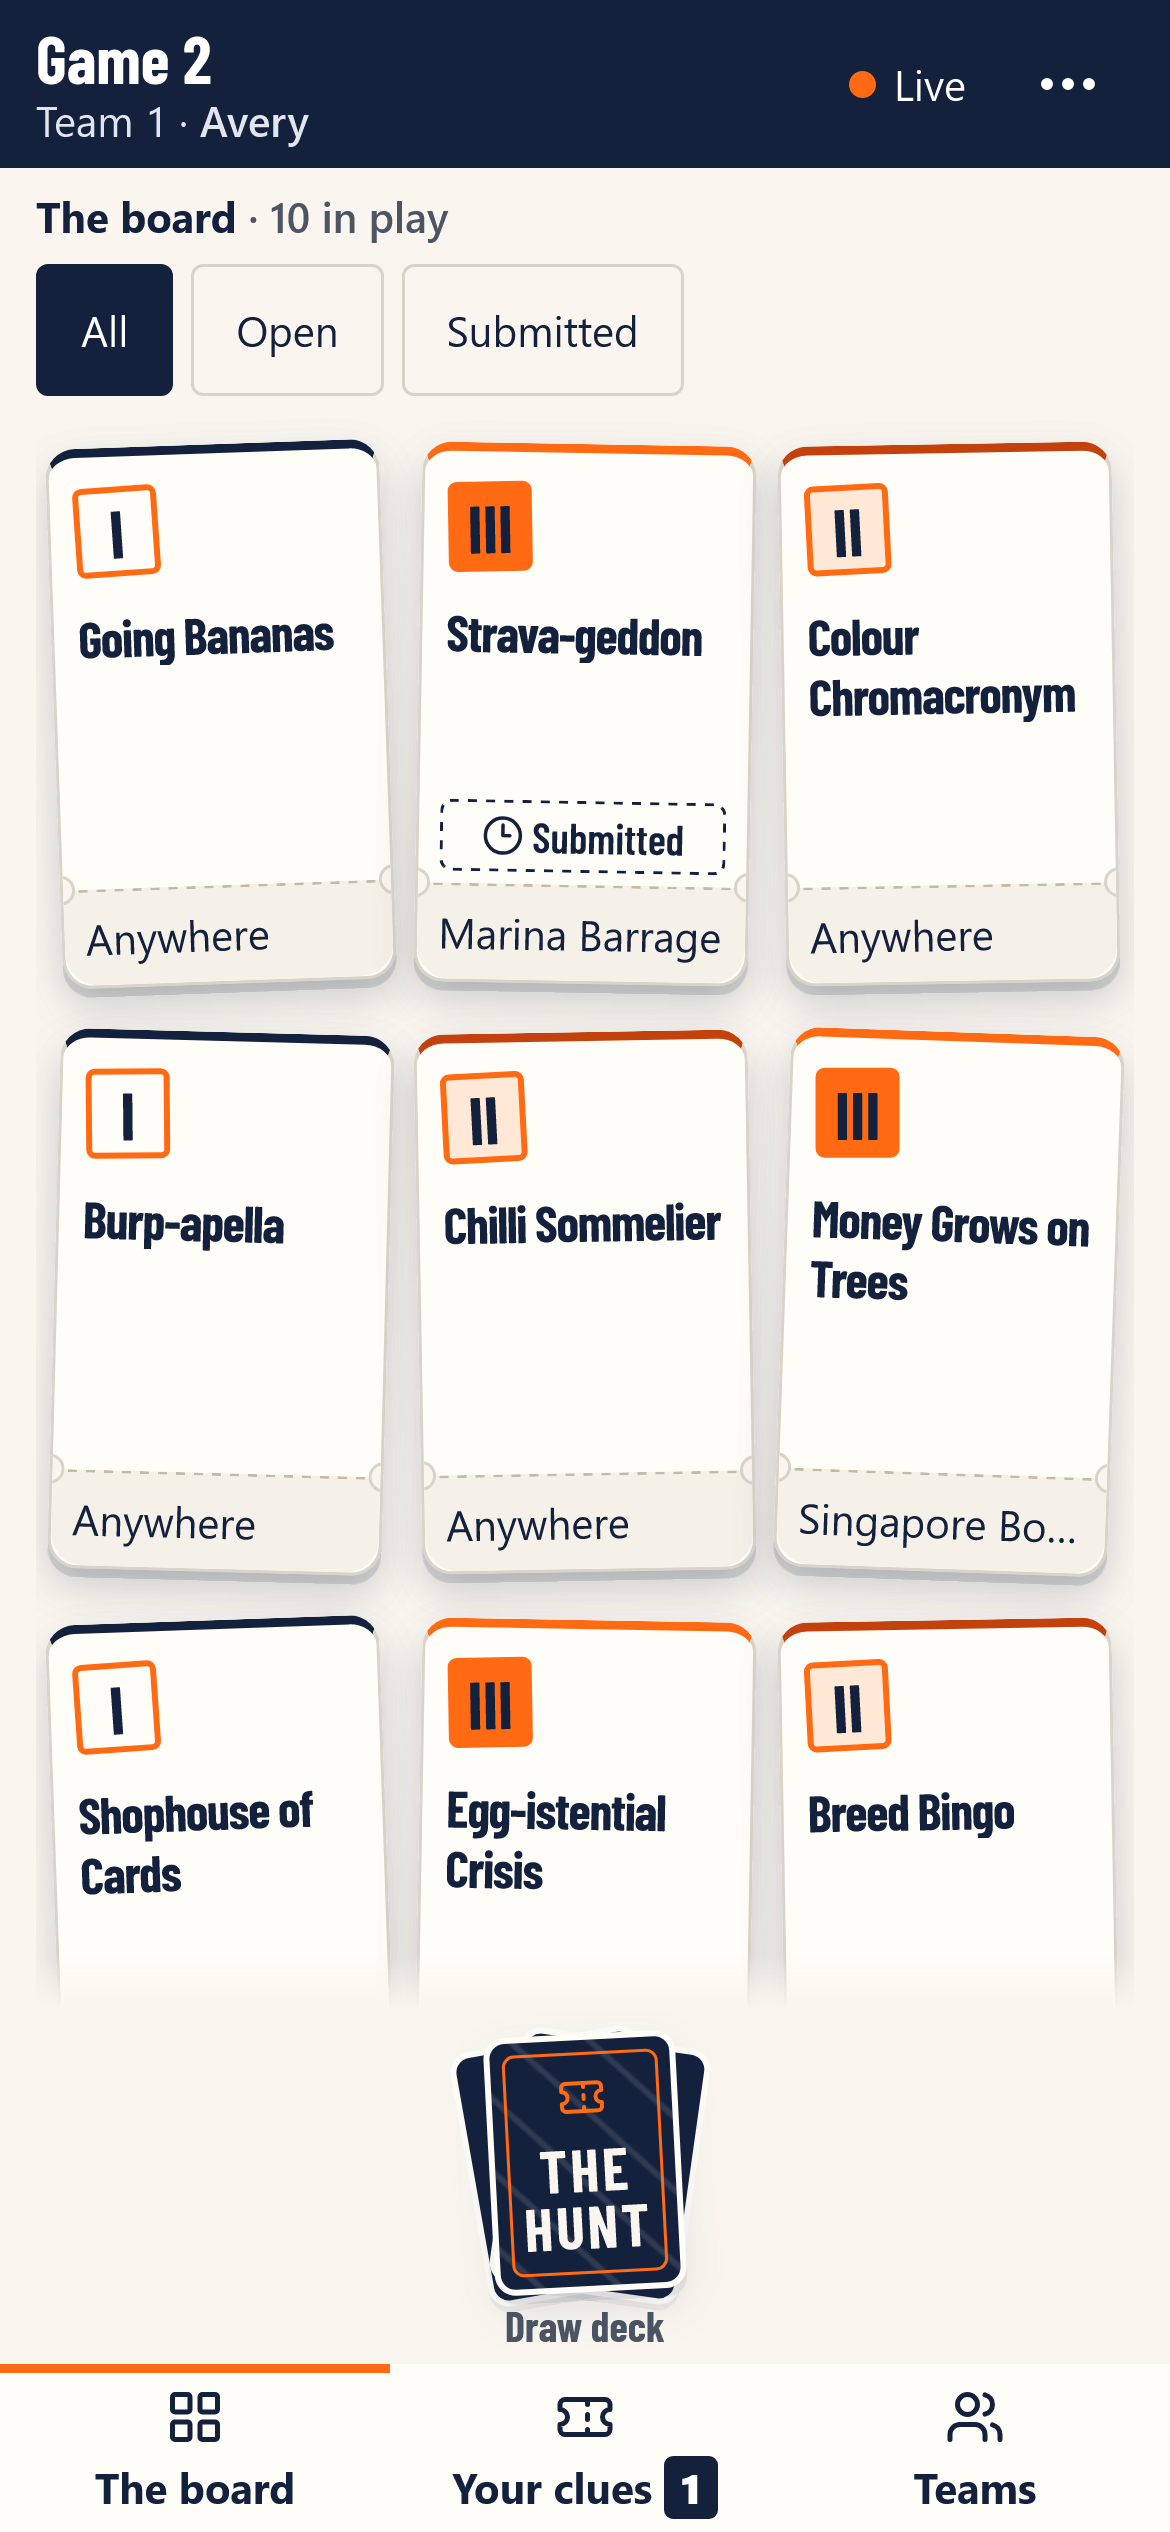 Game 2
Live
Team 1 · Avery
The board · 10 in play
All
Open
Submitted
I
III
II
Going Bananas
Strava-geddon
Colour
Chromacronym
Submitted
Anywhere
Marina Barrage
Anywhere
I
II
III
Burp-apella
Chilli Sommelier
Money Grows on
Trees
Anywhere
Anywhere
Singapore Bo...
I
III
II
Shophouse of
Cards
Egg-istential
Crisis
Breed Bingo
THE
HUNT
Draw deck
The board
Your clues 1
Teams